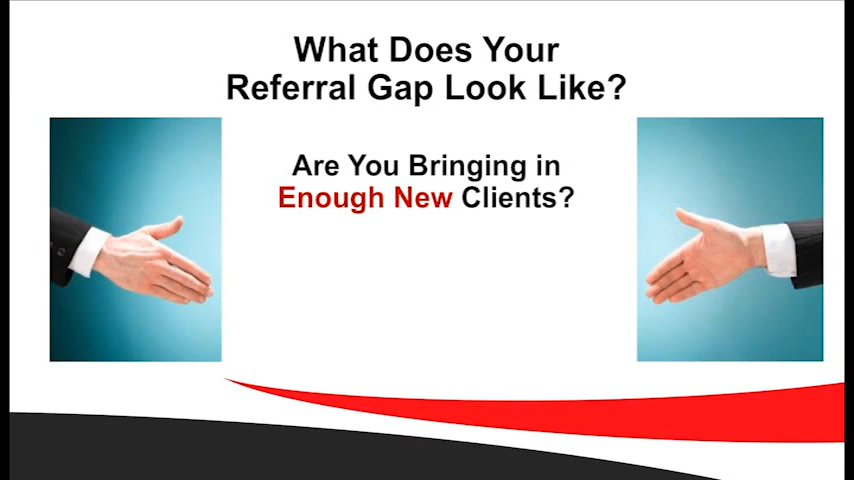 What Does Your
Referral Gap Look Like?
Are You Bringing in
Enough New Clients?